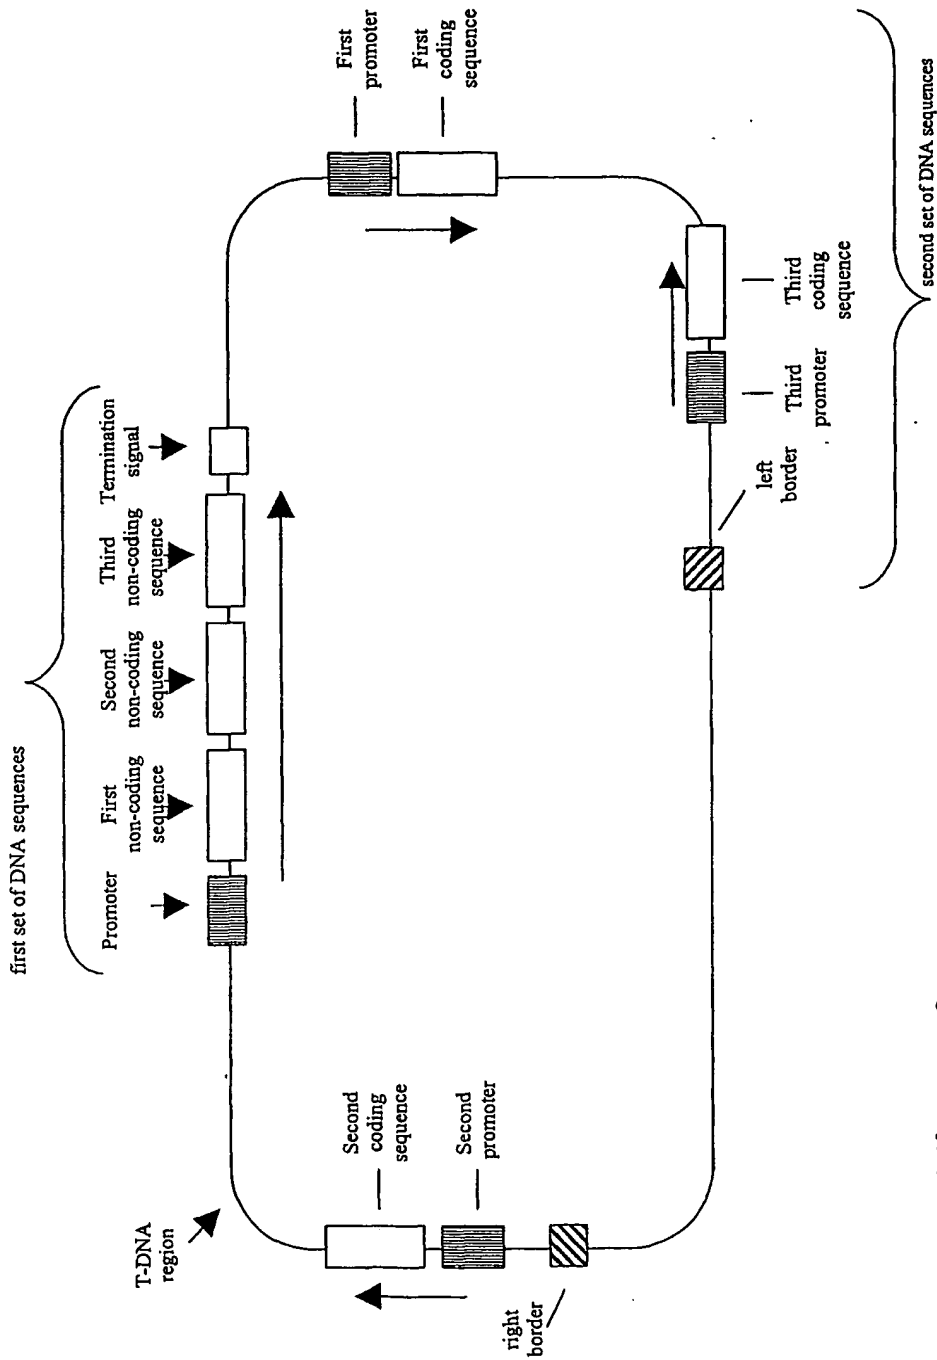 first set of DNA sequences
Promoter
First
non-coding
sequence
Second
non-coding
sequence
Third
non-coding
sequence
Termination
signal
T-DNA
region
Second
coding
sequence
Second
promoter
right
border
First
promoter
First
coding
sequence
left
border
Third
promoter
Third
coding
sequence
second set of DNA sequences